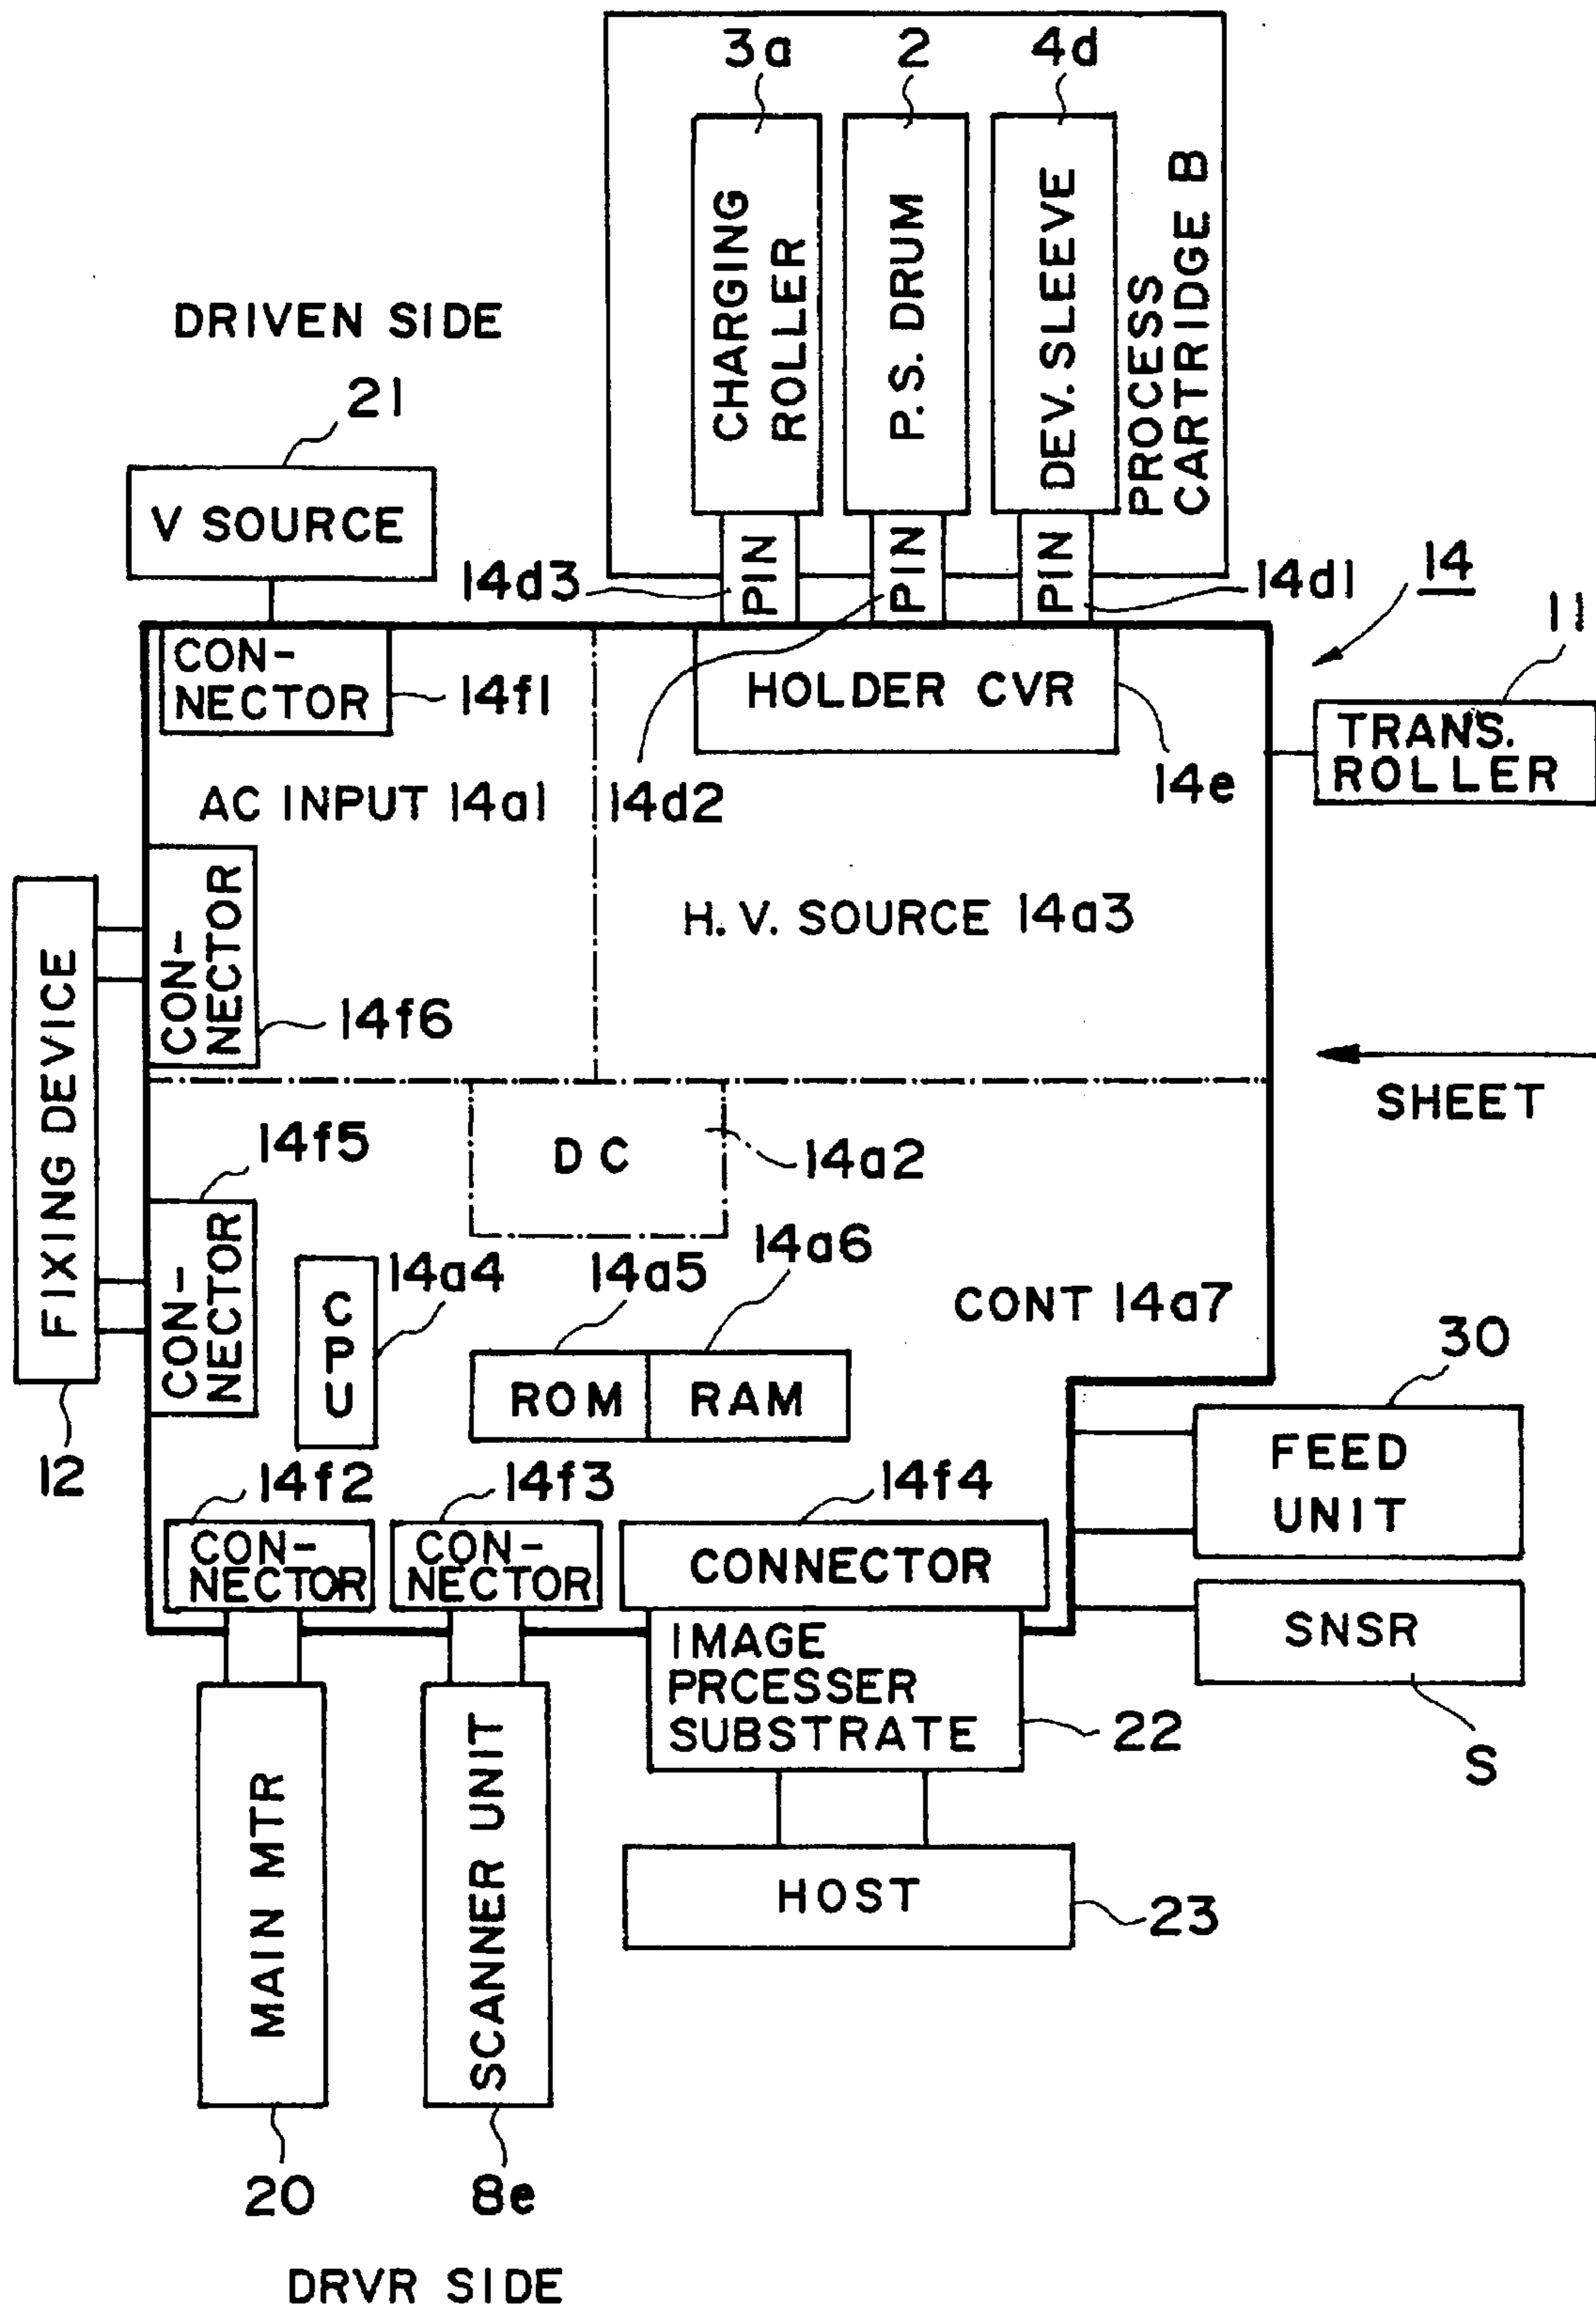 3a
2
4d
CHARGING
ROLLER
P. S. DRUM
DEV. SLEEVE
PROCESS
CARTRIDGE B
DRIVEN SIDE
21
V SOURCE
14d3
PIN
PIN
PIN
14d1
14
11
CON-
NECTOR
14f1
HOLDER CVR
TRANS.
ROLLER
AC INPUT 14a1
14d2
14e
CON-
NECTOR
H. V. SOURCE 14a3
FIXING DEVICE
14f6
SHEET
14f5
DC
14a2
CON-
NECTOR
CPU
14a4
14a5
14a6
CONT 14a7
30
ROM
RAM
FEED
UNIT
12
14f2
14f3
14f4
CON-
NECTOR
CON-
NECTOR
CONNECTOR
IMAGE
PRCESSER
SUBSTRATE
SNSR
22
S
MAIN MTR
SCANNER UNIT
HOST
23
20
8e
DRVR SIDE